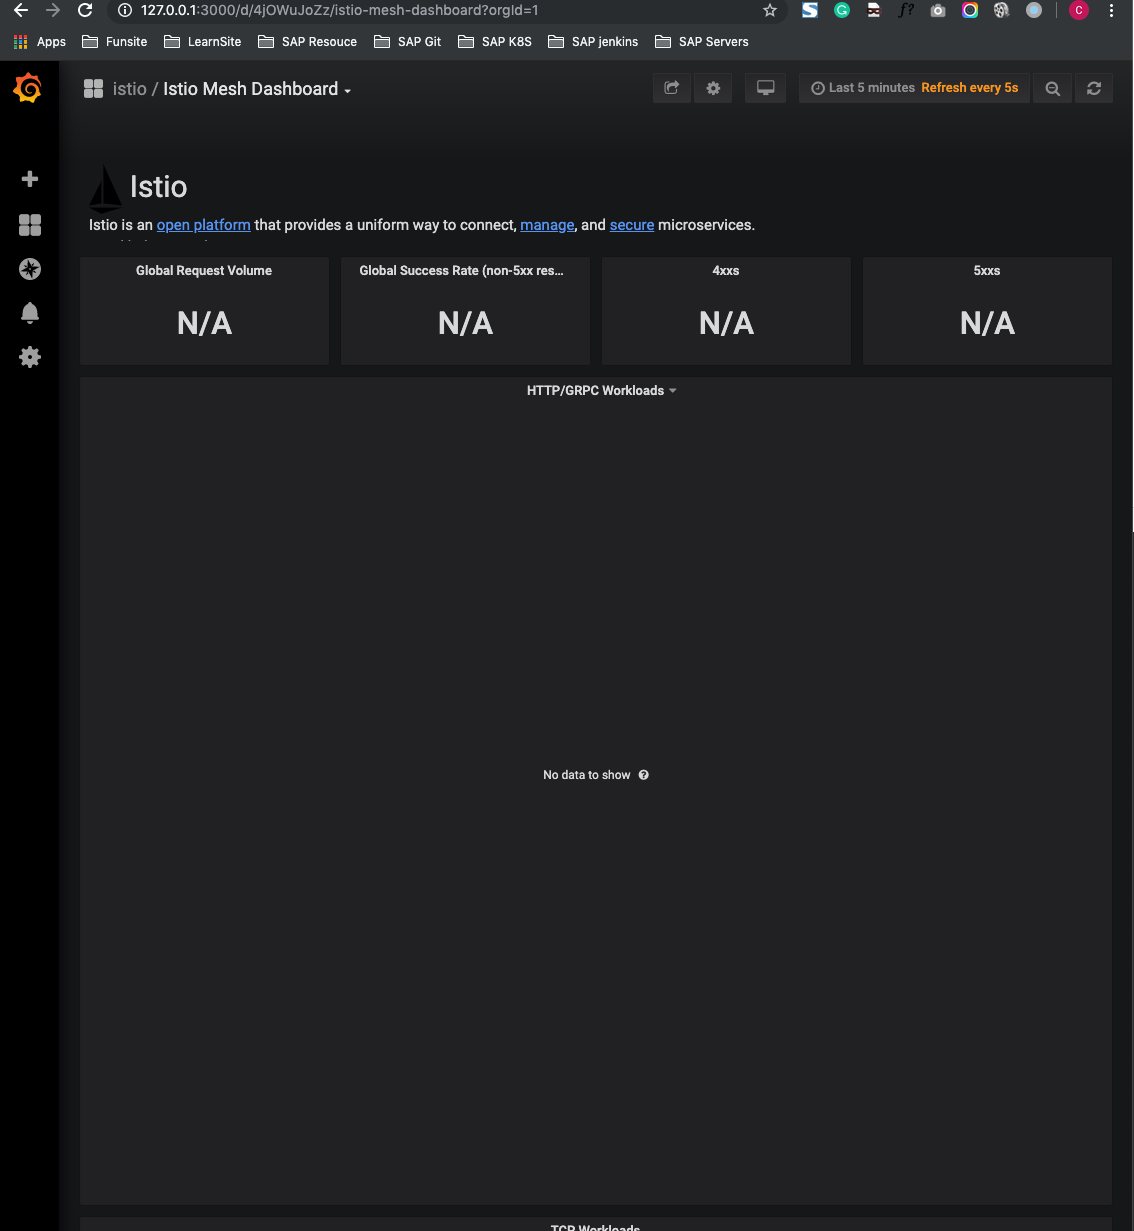 127.0.0.1:3000/d/4jOWuJoZz/istio-mesh-dashboard?orgId=1
Apps Funsite LearnSite SAP Resouce SAP Git SAP K8S SAP jenkins SAP Servers
istio / Istio Mesh Dashboard
Last 5 minutes Refresh every 5s
Istio
Istio is an open platform that provides a uniform way to connect, manage, and secure microservices.
Global Request Volume
N/A
Global Success Rate (non-5xx res...
N/A
4xxs
N/A
5xxs
N/A
HTTP/GRPC Workloads
No data to show
TCP Workloads